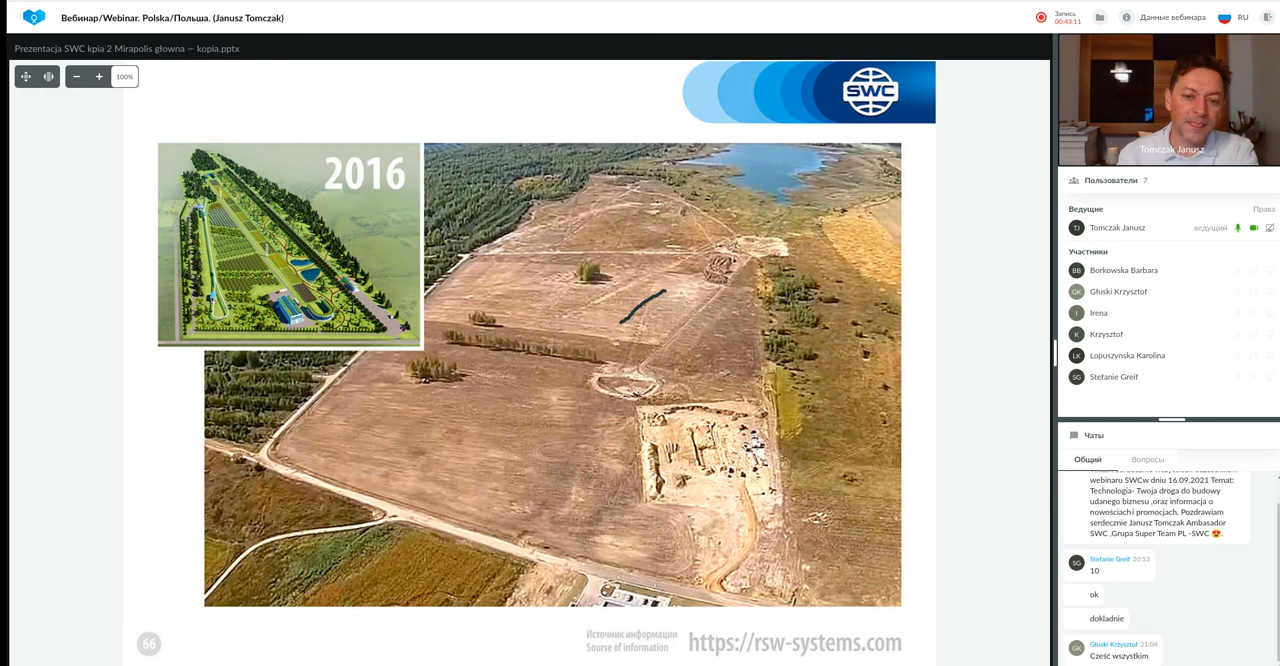 Вебинар/Webinar. Polska/Польша. (Janusz Tomczak)
Запись
00:43:11
Данные вебинара
RU
Prezentacja SWC kpia 2 Mirapolis głowna — kopia.pptx
100%
SWC
2016
66
Источник информации
Sourse of information
https://rsw-systems.com
Tomczak Janusz
Пользователи 7
Ведущие Права
TJ Tomczak Janusz ведущий
Участники
BB Borkowska Barbara
GK Głuski Krzysztof
I Irena
K Krzysztof
LK Lopuszynska Karolina
SG Stefanie Greif
Чаты
Общий Вопросы
webinaru SWCw dniu 16.09.2021 Temat:
Technologia- Twoja droga do budowy
udanego biznesu ,oraz informacja o
nowościach i promocjach. Pozdrawiam
serdecznie Janusz Tomczak Ambasador
SWC ,Grupa Super Team PL -SWC 😍.
SG Stefanie Greif 20:53
10
ok
dokladnie
GK Głuski Krzysztof 21:04
Cześć wszystkim